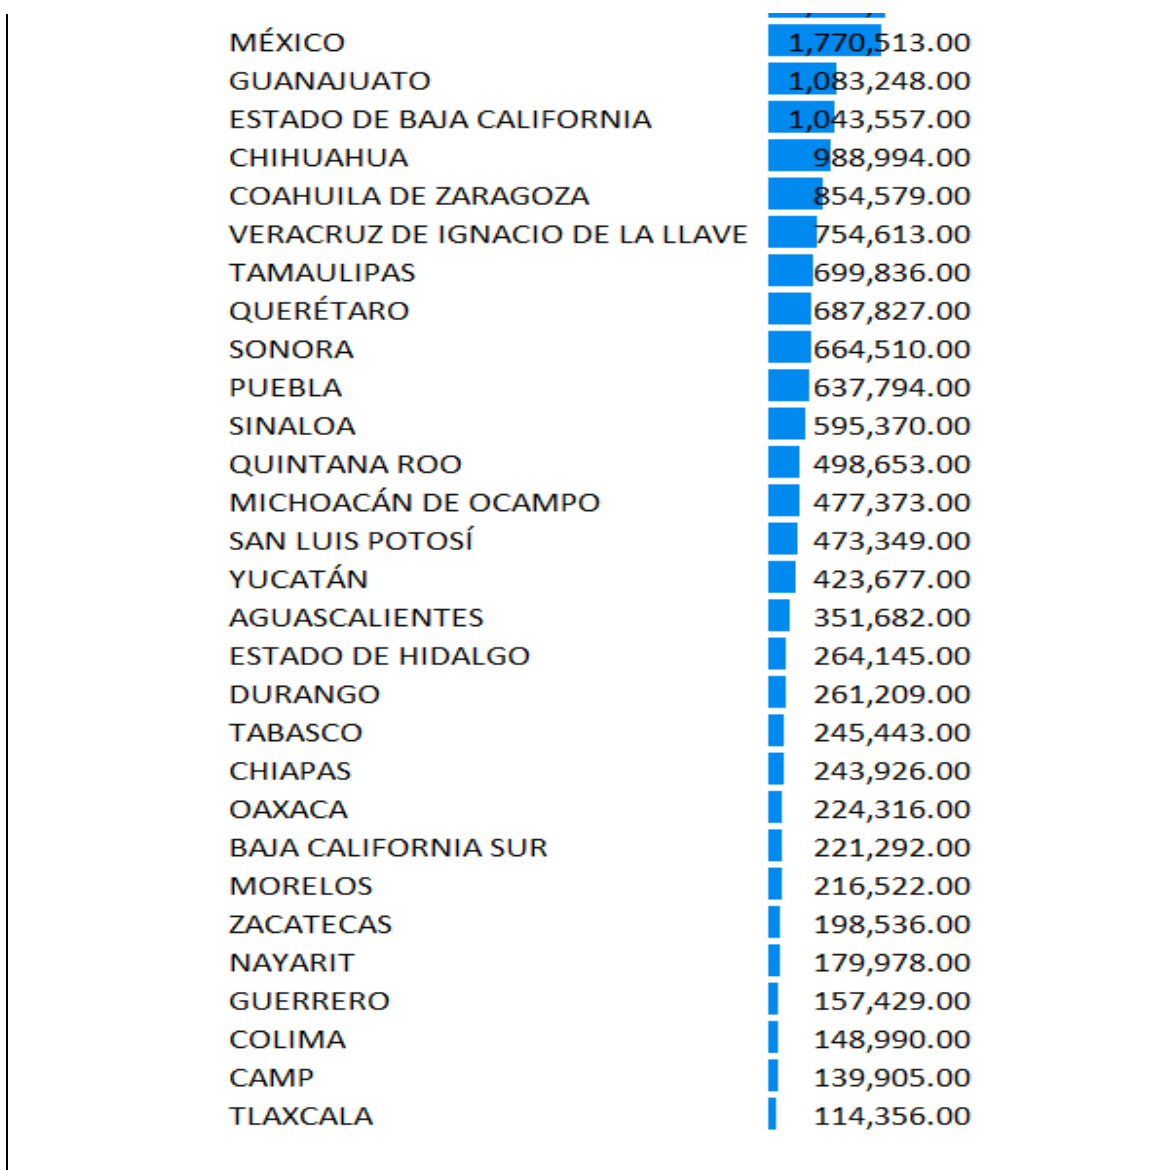 MÉXICO 1,770,513.00
GUANAJUATO 1,083,248.00
ESTADO DE BAJA CALIFORNIA 1,043,557.00
CHIHUAHUA 988,994.00
COAHUILA DE ZARAGOZA 854,579.00
VERACRUZ DE IGNACIO DE LA LLAVE 754,613.00
TAMAULIPAS 699,836.00
QUERÉTARO 687,827.00
SONORA 664,510.00
PUEBLA 637,794.00
SINALOA 595,370.00
QUINTANA ROO 498,653.00
MICHOACÁN DE OCAMPO 477,373.00
SAN LUIS POTOSÍ 473,349.00
YUCATÁN 423,677.00
AGUASCALIENTES 351,682.00
ESTADO DE HIDALGO 264,145.00
DURANGO 261,209.00
TABASCO 245,443.00
CHIAPAS 243,926.00
OAXACA 224,316.00
BAJA CALIFORNIA SUR 221,292.00
MORELOS 216,522.00
ZACATECAS 198,536.00
NAYARIT 179,978.00
GUERRERO 157,429.00
COLIMA 148,990.00
CAMP 139,905.00
TLAXCALA 114,356.00